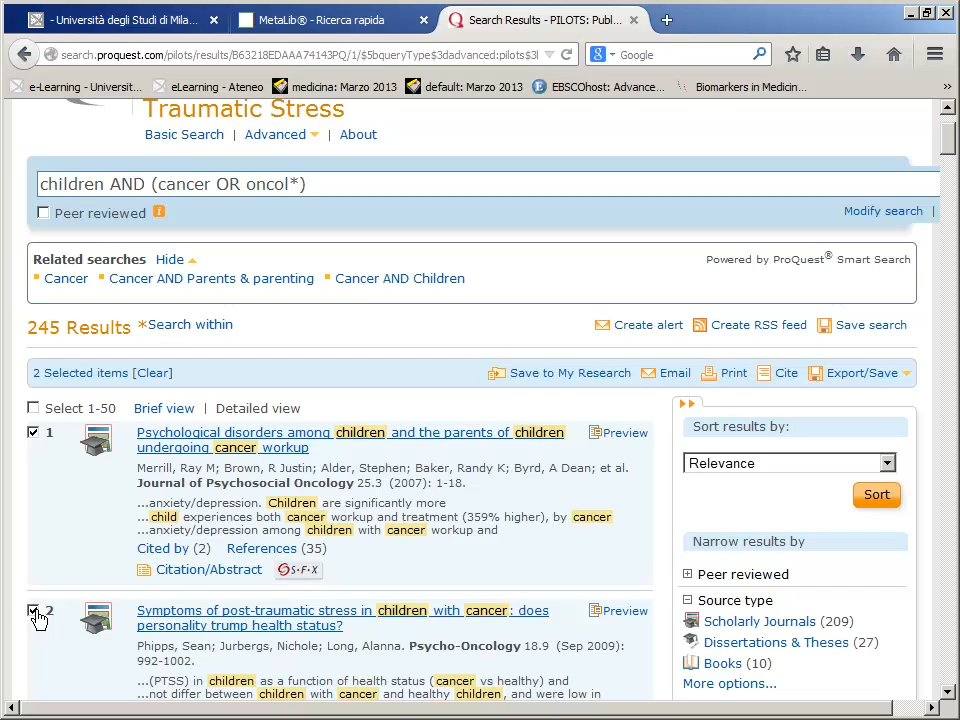 - Università degli Studi di Mila...
MetaLib® - Ricerca rapida
Search Results - PILOTS: Publ...
search.proquest.com/pilots/results/B63218EDAAA74143PQ/1/$5bqueryType$3dadvanced:pilots$3l
Google
e-Learning - Universit...
eLearning - Ateneo
medicina: Marzo 2013
default: Marzo 2013
EBSCOhost: Advance...
Biomarkers in Medicin...
Traumatic Stress
Basic Search | Advanced | About
children AND (cancer OR oncol*)
Peer reviewed
Modify search |
Related searches Hide
Powered by ProQuest® Smart Search
Cancer Cancer AND Parents & parenting Cancer AND Children
245 Results *Search within
Create alert Create RSS feed Save search
2 Selected items [Clear]
Save to My Research Email Print Cite Export/Save
Select 1-50 Brief view | Detailed view
1
Psychological disorders among children and the parents of children
undergoing cancer workup
Preview
Merrill, Ray M; Brown, R Justin; Alder, Stephen; Baker, Randy K; Byrd, A Dean; et al.
Journal of Psychosocial Oncology 25.3 (2007): 1-18.
...anxiety/depression. Children are significantly more
...child experiences both cancer workup and treatment (359% higher), by cancer
...anxiety/depression among children with cancer workup and
Cited by (2) References (35)
Citation/Abstract S·F·X
2
Symptoms of post-traumatic stress in children with cancer: does
personality trump health status?
Preview
Phipps, Sean; Jurbergs, Nichole; Long, Alanna. Psycho-Oncology 18.9 (Sep 2009):
992-1002.
...(PTSS) in children as a function of health status (cancer vs healthy) and
...not differ between children with cancer and healthy children, and were low in
Sort results by:
Relevance
Sort
Narrow results by
Peer reviewed
Source type
Scholarly Journals (209)
Dissertations & Theses (27)
Books (10)
More options...